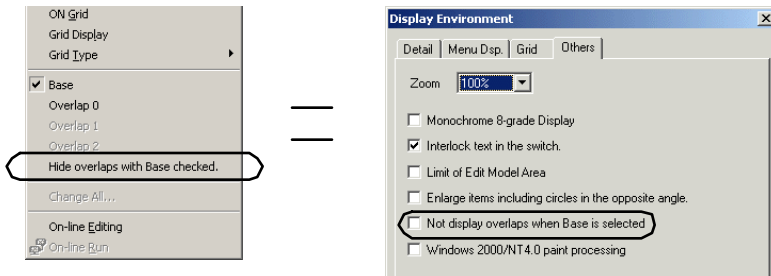 ON Grid
Grid Display
Grid Type
Base
Overlap 0
Overlap 1
Overlap 2
Hide overlaps with Base checked.
Change All...
On-line Editing
On-line Run
Display Environment
Detail Menu Dsp. Grid Others
Zoom 100%
Monochrome 8-grade Display
Interlock text in the switch.
Limit of Edit Model Area
Enlarge items including circles in the opposite angle.
Not display overlaps when Base is selected
Windows 2000/NT4.0 paint processing